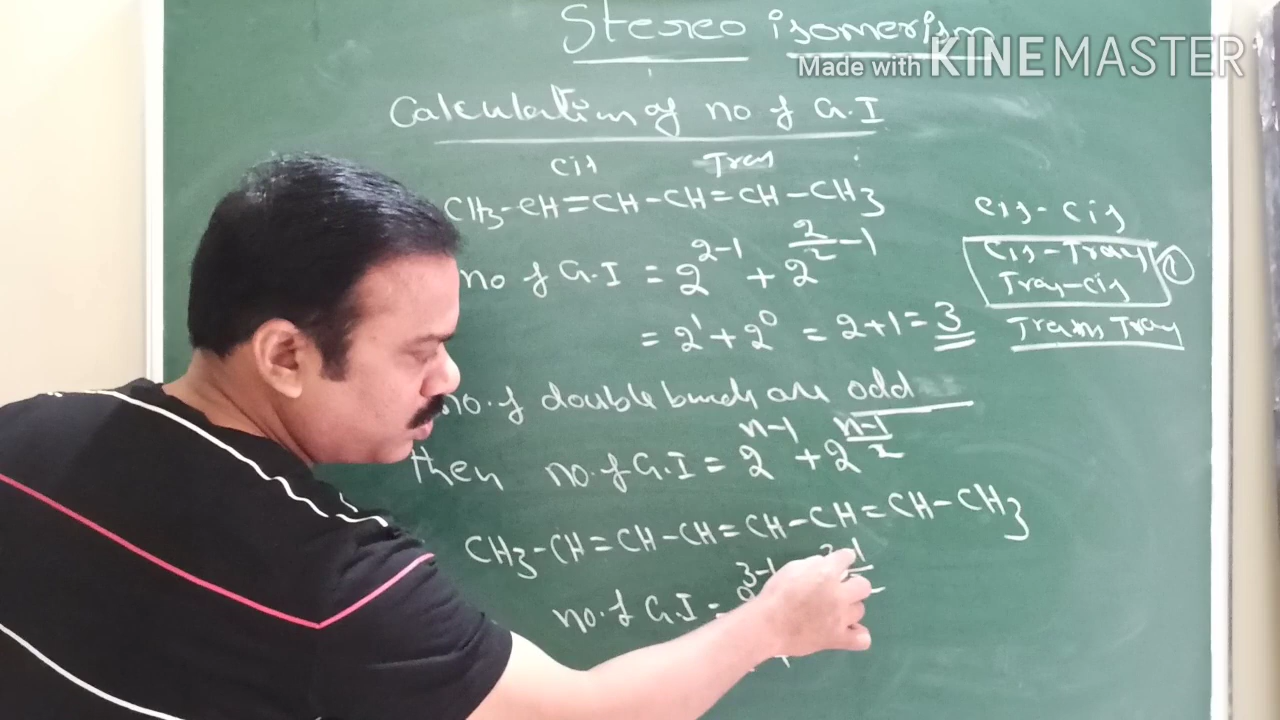 Stereo isomerism
Made with KINEMASTER
Calculation of no of G.I
Cis Trans
CH3-CH=CH-CH=CH-CH3
no of G.I = 2^2-1 + 2^2/2-1
= 2^1 + 2^0 = 2+1 = 3
Cis-Cis
Cis-Trans
Trans-Cis ①
Trans Trans
no. of double bonds are odd
then no. of G.I = 2^n-1 + 2^n-1/2
CH3-CH=CH-CH=CH-CH=CH-CH3
no. of G.I = 2^3-1